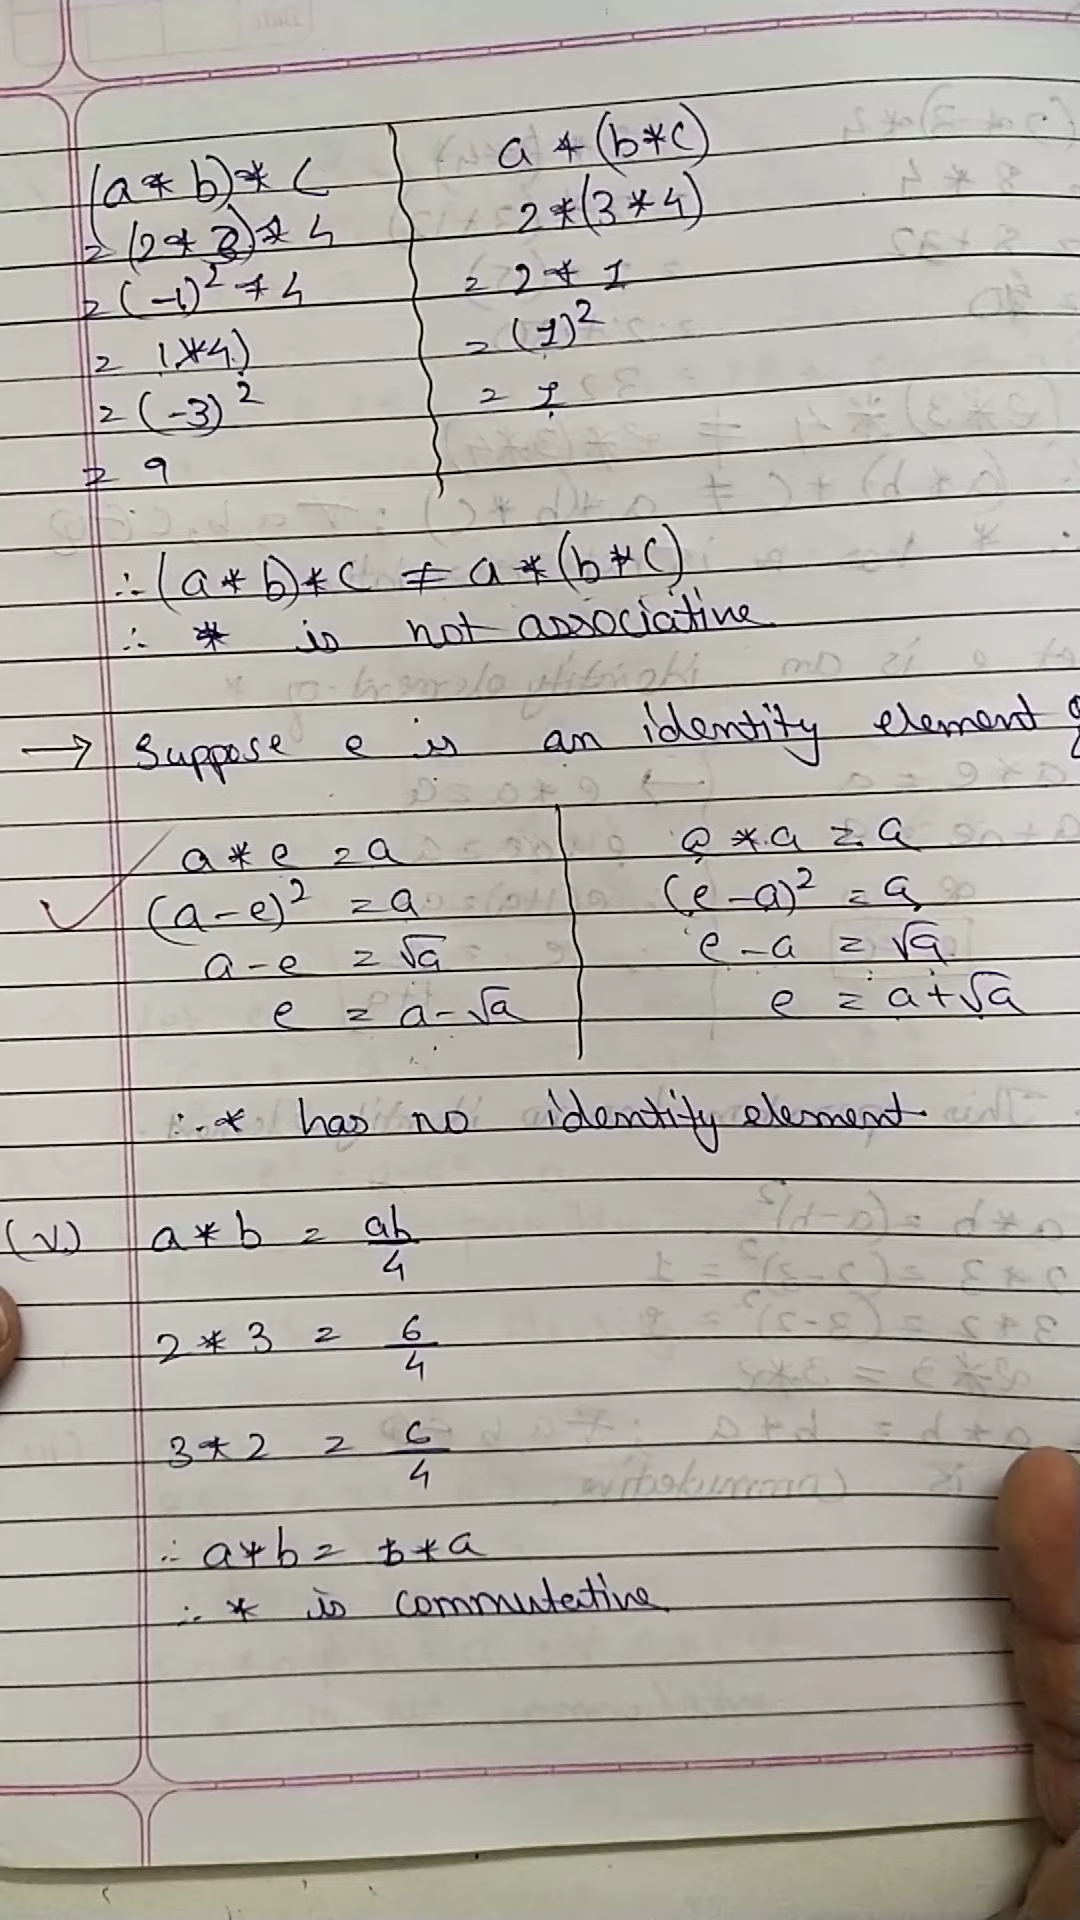 (a * b) * C
= (2 * 3) * 4
= (-1)² * 4
= 1 * 4)
= (-3)²
= 9
a * (b * C)
2 * (3 * 4)
= 2 * 1
= (1)²
= 1
∴ (a * b) * C ≠ a * (b * C)
∴ * is not associative
→ Suppose e is an identity element
a * e = a
(a - e)² = a
a - e = √a
e = a - √a
e * a = a
(e - a)² = a
e - a = √a
e = a + √a
∴ * has no identity element.
(v.) a * b = ab/4
2 * 3 = 6/4
3 * 2 = 6/4
∴ a * b = b * a
∴ * is commutative